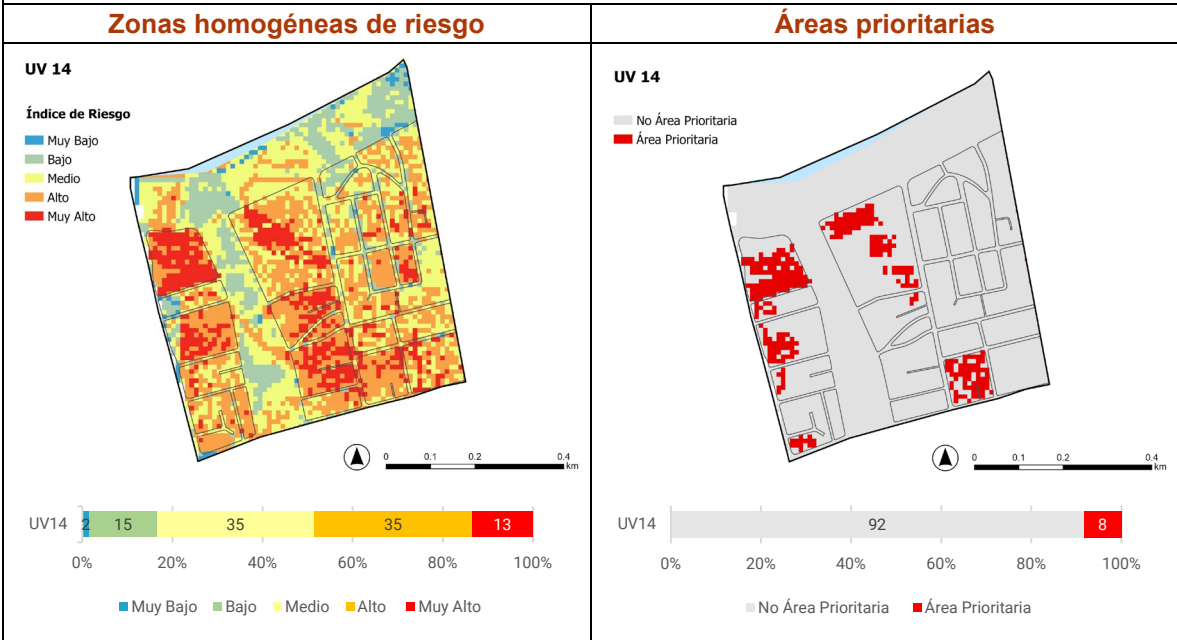 Zonas homogéneas de riesgo
UV 14
Índice de Riesgo
Muy Bajo
Bajo
Medio
Alto
Muy Alto
0 0.1 0.2 0.4
km
UV14 2 15 35 35 13
0% 20% 40% 60% 80% 100%
Muy Bajo Bajo Medio Alto Muy Alto
Áreas prioritarias
UV 14
No Área Prioritaria
Área Prioritaria
0 0.1 0.2 0.4
km
UV14 92 8
0% 20% 40% 60% 80% 100%
No Área Prioritaria Área Prioritaria